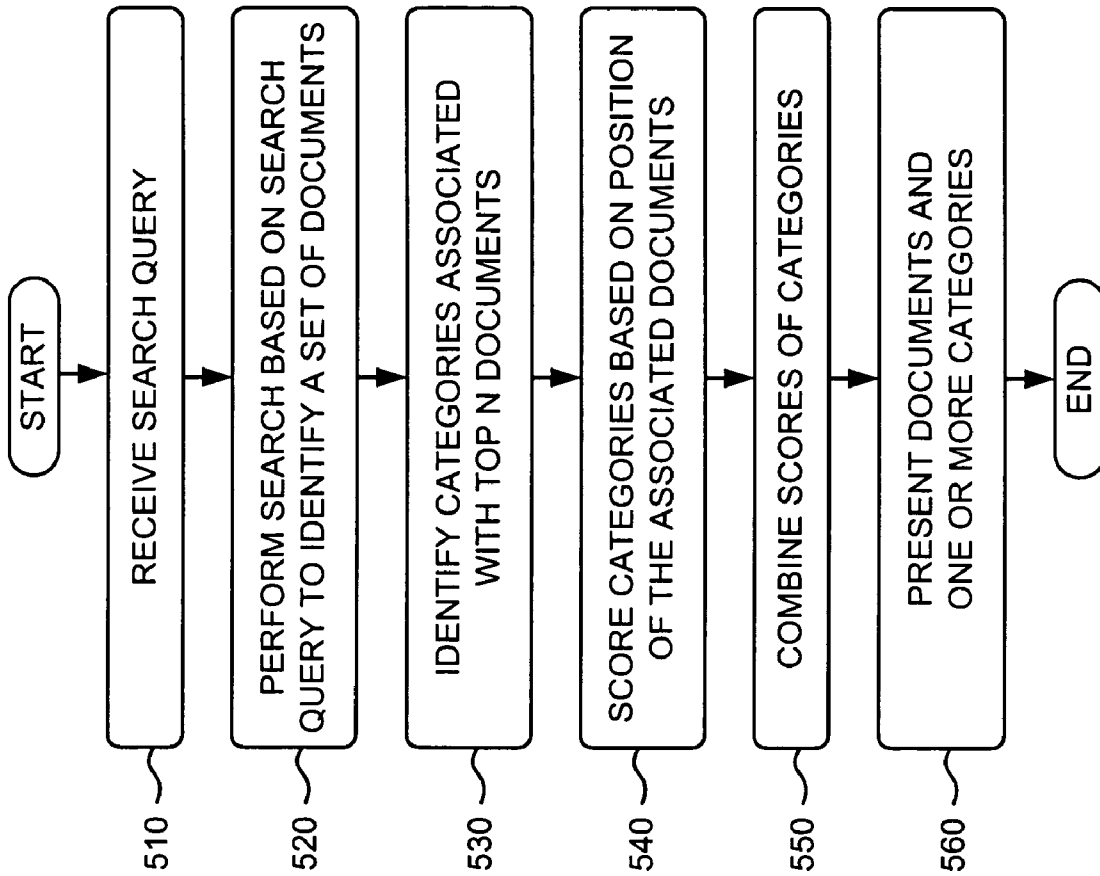 START
RECEIVE SEARCH QUERY
510
PERFORM SEARCH BASED ON SEARCH
QUERY TO IDENTIFY A SET OF DOCUMENTS
520
IDENTIFY CATEGORIES ASSOCIATED
WITH TOP N DOCUMENTS
530
SCORE CATEGORIES BASED ON POSITION
OF THE ASSOCIATED DOCUMENTS
540
COMBINE SCORES OF CATEGORIES
550
PRESENT DOCUMENTS AND
ONE OR MORE CATEGORIES
560
END